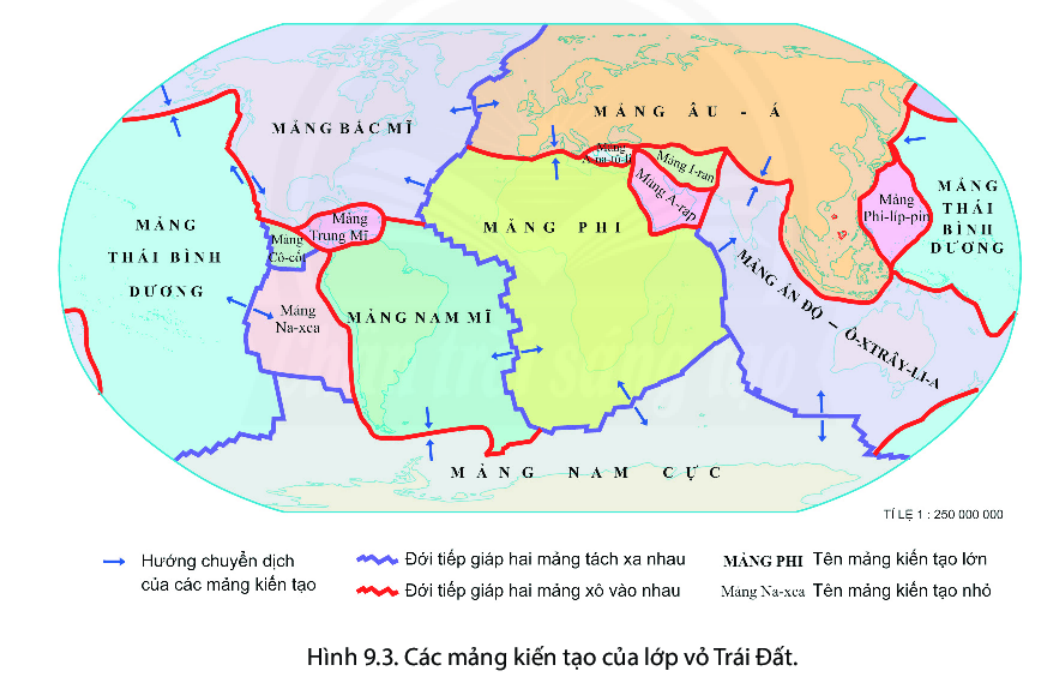 MẢNG BẮC MĨ
MẢNG ÂU - Á
Mảng
A-na-tô-li
Mảng I-ran
Mảng A-rap
MẢNG
THÁI BÌNH
DƯƠNG
Mảng
Cô-cốt
Mảng
Trung Mĩ
MẢNG PHI
Mảng
Phi-líp-pin
MẢNG
THÁI
BÌNH
DƯƠNG
Mảng
Na-xca
MẢNG NAM MĨ
MẢNG ẤN ĐỘ - Ô-XTRÂY-LI-A
MẢNG NAM CỰC
TỈ LỆ 1 : 250 000 000
Hướng chuyển dịch
của các mảng kiến tạo
Đới tiếp giáp hai mảng tách xa nhau
Đới tiếp giáp hai mảng xô vào nhau
MẢNG PHI Tên mảng kiến tạo lớn
Mảng Na-xca Tên mảng kiến tạo nhỏ
Hình 9.3. Các mảng kiến tạo của lớp vỏ Trái Đất.